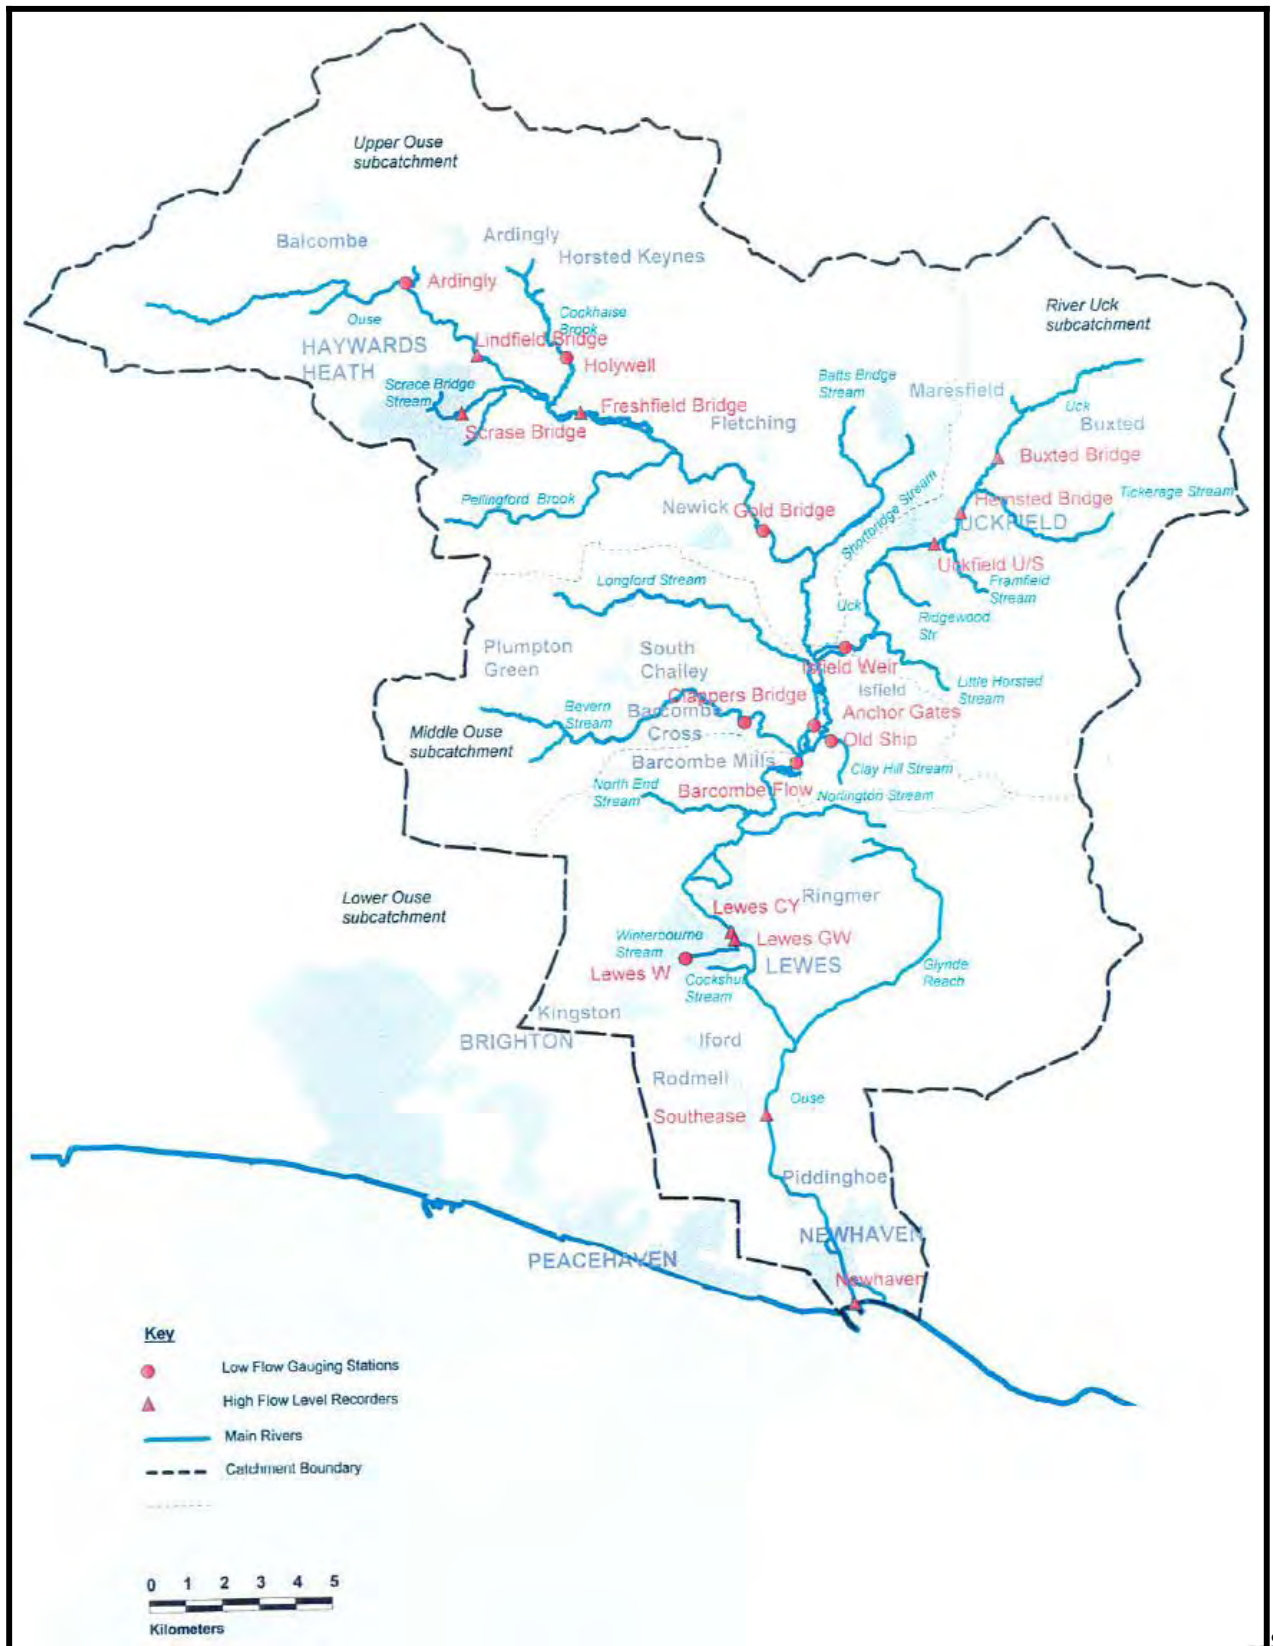 Upper Ouse
subcatchment
Balcombe
Ardingly
Horsted Keynes
Ardingly
River Uck
subcatchment
Ouse
Cockhaise
Brook
HAYWARDS
HEATH
Lindfield Bridge
Holywell
Scrace Bridge
Stream
Batts Bridge
Stream
Maresfield
Uck
Buxted
Freshfield Bridge
Fletching
Scrase Bridge
Buxted Bridge
Pellingford Brook
Newick
Gold Bridge
Shortbridge Stream
Hempsted Bridge
Tickerage Stream
UCKFIELD
Uckfield U/S
Longford Stream
Framfield
Stream
Uck
Ridgewood
Str
Plumpton
Green
South
Chailey
Isfield Weir
Isfield
Little Horsted
Stream
Clappers Bridge
Bevern
Stream
Barcombe
Cross
Anchor Gates
Old Ship
Middle Ouse
subcatchment
Barcombe Mills
Clay Hill Stream
North End
Stream
Barcombe Flow
Norlington Stream
Lower Ouse
subcatchment
Ringmer
Lewes CY
Winterbourne
Stream
Lewes GW
LEWES
Lewes W
Cockshut
Stream
Glynde
Reach
Kingston
BRIGHTON
Iford
Rodmell
Ouse
Southease
Piddinghoe
NEWHAVEN
PEACEHAVEN
Newhaven
Key
Low Flow Gauging Stations
High Flow Level Recorders
Main Rivers
Catchment Boundary
0 1 2 3 4 5
Kilometers